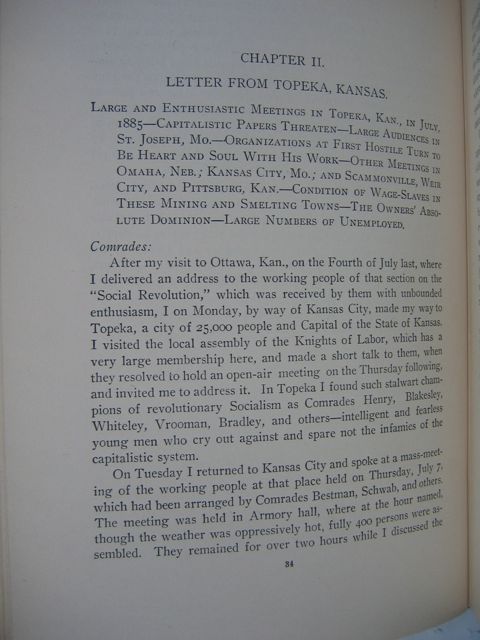 CHAPTER II.
LETTER FROM TOPEKA, KANSAS.
LARGE AND ENTHUSIASTIC MEETINGS IN TOPEKA, KAN., IN JULY,
1885—CAPITALISTIC PAPERS THREATEN—LARGE AUDIENCES IN
ST. JOSEPH, MO.—ORGANIZATIONS AT FIRST HOSTILE TURN TO
BE HEART AND SOUL WITH HIS WORK—OTHER MEETINGS IN
OMAHA, NEB.; KANSAS CITY, MO.; AND SCAMMONVILLE, WEIR
CITY, AND PITTSBURG, KAN.—CONDITION OF WAGE-SLAVES IN
THESE MINING AND SMELTING TOWNS—THE OWNERS' ABSO-
LUTE DOMINION—LARGE NUMBERS OF UNEMPLOYED.
Comrades:
After my visit to Ottawa, Kan., on the Fourth of July last, where
I delivered an address to the working people of that section on the
"Social Revolution," which was received by them with unbounded
enthusiasm, I on Monday, by way of Kansas City, made my way to
Topeka, a city of 25,000 people and Capital of the State of Kansas.
I visited the local assembly of the Knights of Labor, which has a
very large membership here, and made a short talk to them, when
they resolved to hold an open-air meeting on the Thursday following,
and invited me to address it. In Topeka I found such stalwart cham-
pions of revolutionary Socialism as Comrades Henry, Blakesley,
Whiteley, Vrooman, Bradley, and others—intelligent and fearless
young men who cry out against and spare not the infamies of the
capitalistic system.
On Tuesday I returned to Kansas City and spoke at a mass-meet-
ing of the working people at that place held on Thursday, July 7,
which had been arranged by Comrades Bestman, Schwab, and others.
The meeting was held in Armory hall, where at the hour named,
though the weather was oppressively hot, fully 400 persons were as-
sembled. They remained for over two hours while I discussed the
34